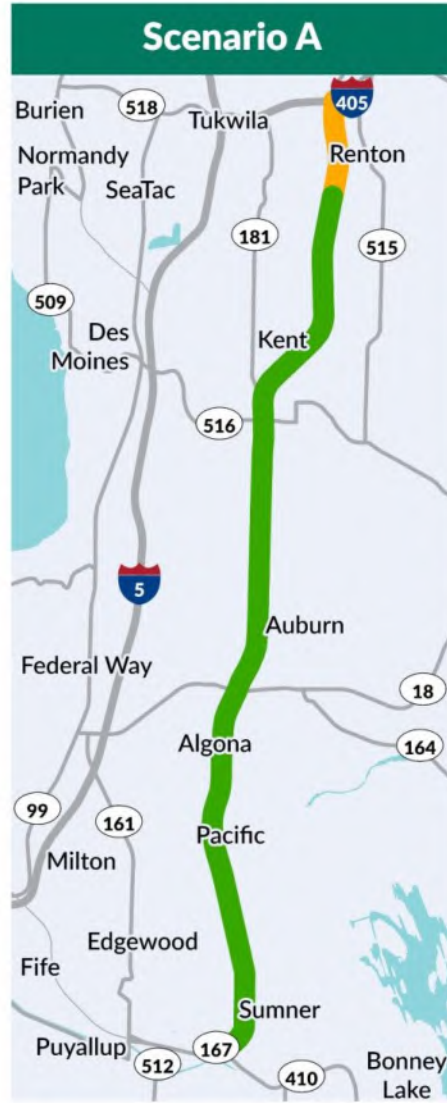 Scenario A
405
Burien
518
Tukwila
Normandy
Park
SeaTac
Renton
181
515
509
Des
Moines
Kent
516
5
Auburn
Federal Way
18
Algona
164
99
161
Pacific
Milton
Edgewood
Fife
Sumner
Puyallup
167
512
410
Bonney
Lake